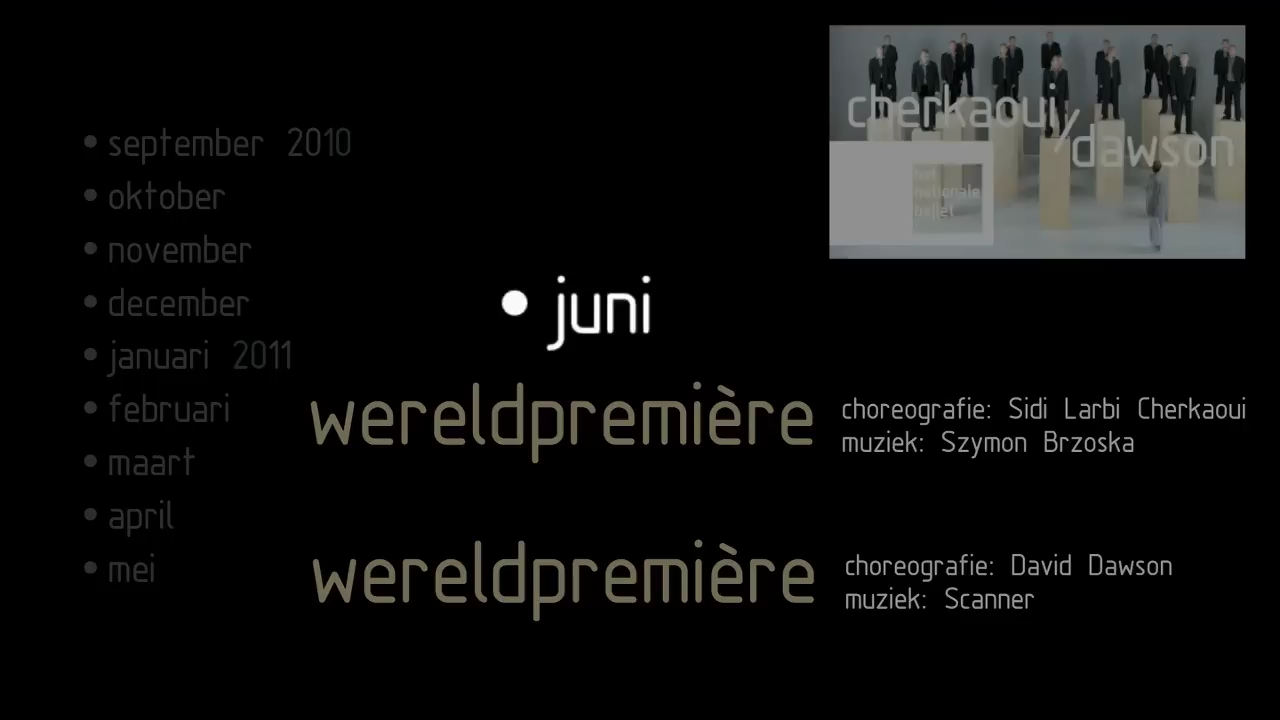 cherkaoui/
dawson
het
nationale
ballet
• september 2010
• oktober
• november
• december
• januari 2011
• februari
• maart
• april
• mei
• juni
wereldpremière
choreografie: Sidi Larbi Cherkaoui
muziek: Szymon Brzoska
wereldpremière
choreografie: David Dawson
muziek: Scanner